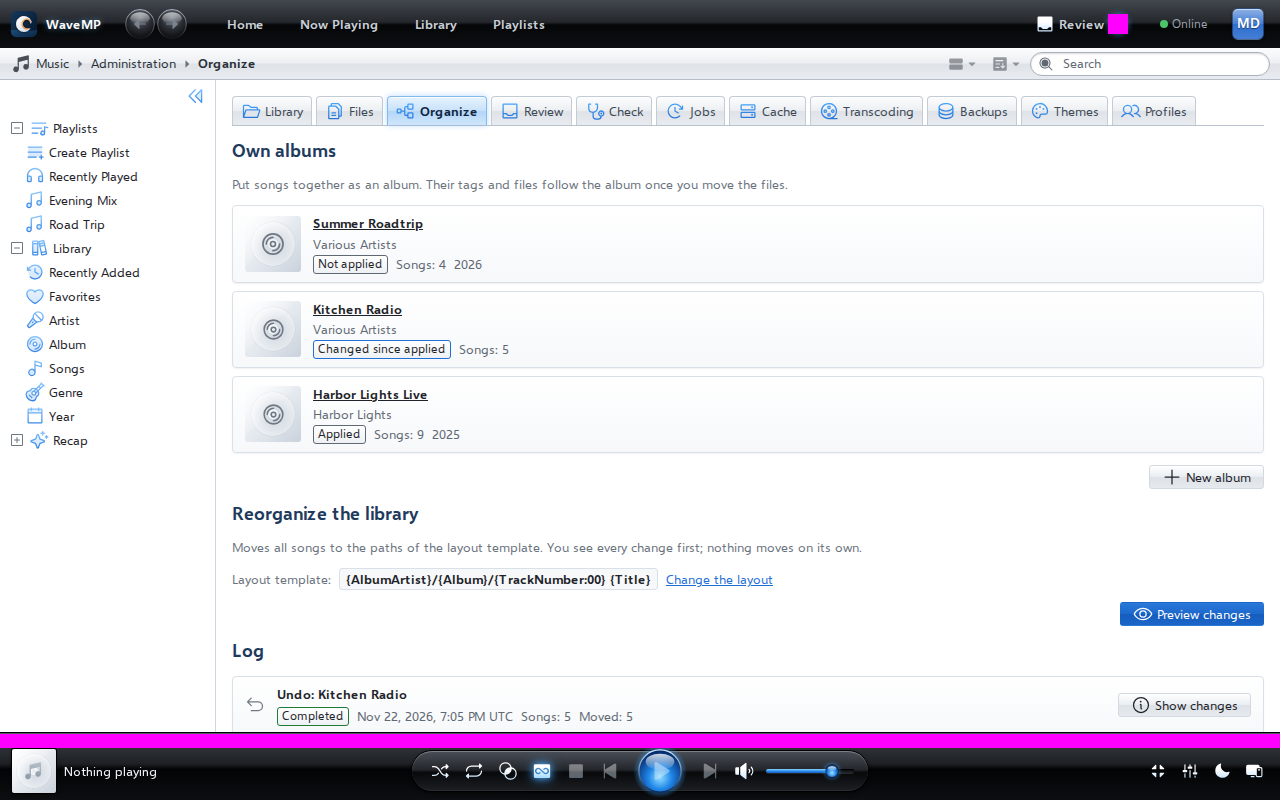 WaveMP
Home
Now Playing
Library
Playlists
Review
Online
MD
Music
Administration
Organize
Search
Playlists
Create Playlist
Recently Played
Evening Mix
Road Trip
Library
Recently Added
Favorites
Artist
Album
Songs
Genre
Year
Recap
Library
Files
Organize
Review
Check
Jobs
Cache
Transcoding
Backups
Themes
Profiles
Own albums
Put songs together as an album. Their tags and files follow the album once you move the files.
Summer Roadtrip
Various Artists
Not applied Songs: 4 2026
Kitchen Radio
Various Artists
Changed since applied Songs: 5
Harbor Lights Live
Harbor Lights
Applied Songs: 9 2025
New album
Reorganize the library
Moves all songs to the paths of the layout template. You see every change first; nothing moves on its own.
Layout template: {AlbumArtist}/{Album}/{TrackNumber:00} {Title} Change the layout
Preview changes
Log
Undo: Kitchen Radio
Completed Nov 22, 2026, 7:05 PM UTC Songs: 5 Moved: 5
Show changes
Nothing playing